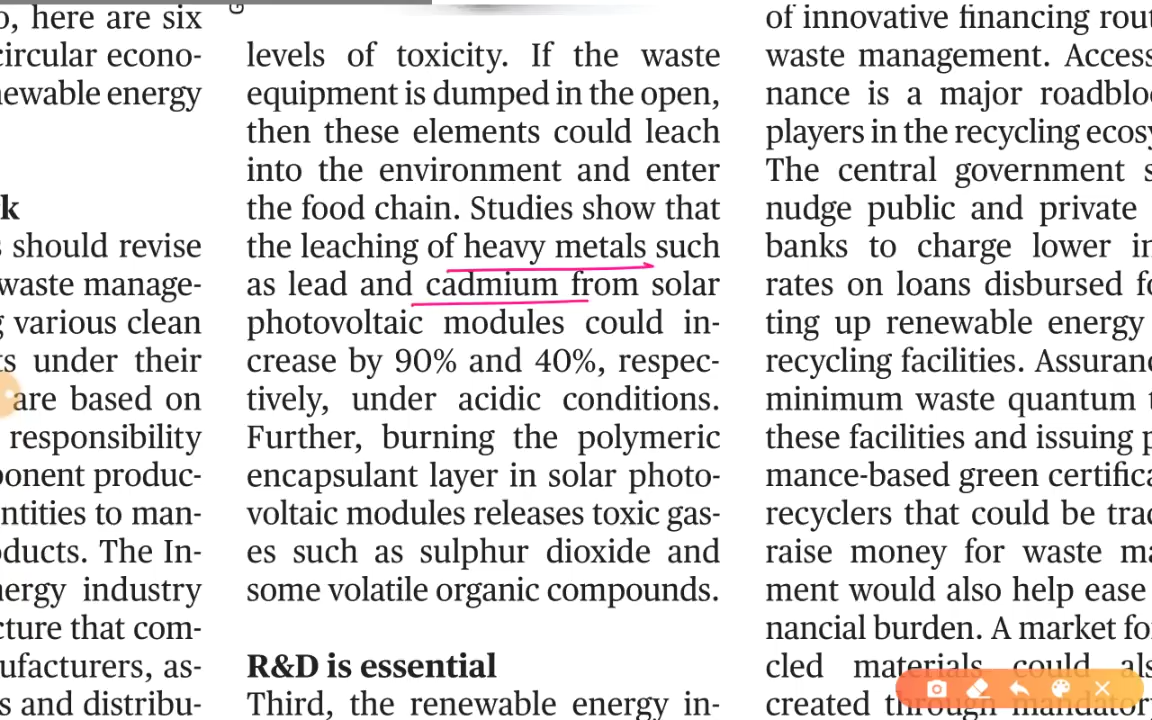 o, here are six
circular econo-
newable energy
k
s should revise
waste manage-
g various clean
ts under their
are based on
responsibility
ponent produc-
ntities to man-
oducts. The In-
nergy industry
cture that com-
ufacturers, as-
s and distribu-
levels of toxicity. If the waste
equipment is dumped in the open,
then these elements could leach
into the environment and enter
the food chain. Studies show that
the leaching of heavy metals such
as lead and cadmium from solar
photovoltaic modules could in-
crease by 90% and 40%, respec-
tively, under acidic conditions.
Further, burning the polymeric
encapsulant layer in solar photo-
voltaic modules releases toxic gas-
es such as sulphur dioxide and
some volatile organic compounds.
R&D is essential
Third, the renewable energy in-
of innovative financing rout
waste management. Access
nance is a major roadbloc
players in the recycling ecosy
The central government s
nudge public and private
banks to charge lower in
rates on loans disbursed fo
ting up renewable energy
recycling facilities. Assuranc
minimum waste quantum t
these facilities and issuing p
mance-based green certifica
recyclers that could be trad
raise money for waste ma
ment would also help ease
nancial burden. A market fo
cled materials could als
created through mandatory